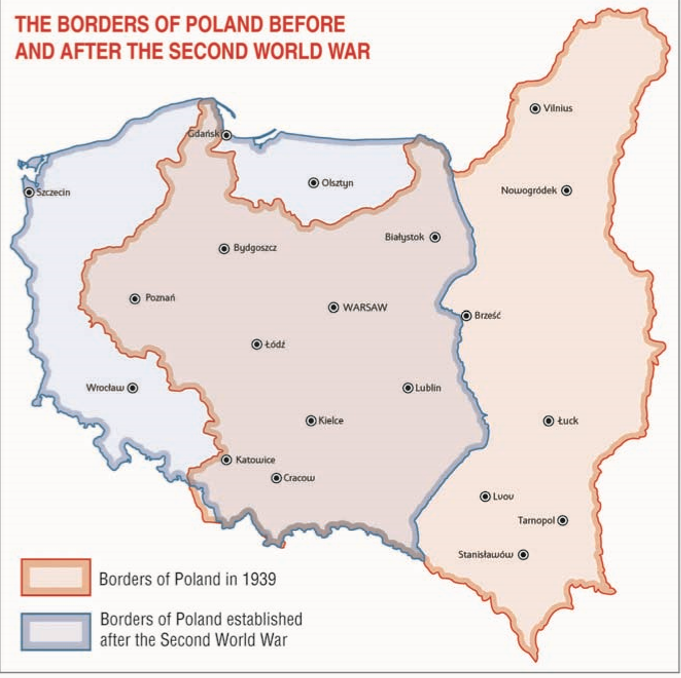 THE BORDERS OF POLAND BEFORE
AND AFTER THE SECOND WORLD WAR
Vilnius
Gdańsk
Olsztyn
Szczecin
Nowogródek
Białystok
Bydgoszcz
Poznań
WARSAW
Brześć
Łódź
Wrocław
Lublin
Kielce
Łuck
Katowice
Cracow
Lvov
Tarnopol
Stanisławów
Borders of Poland in 1939
Borders of Poland established
after the Second World War